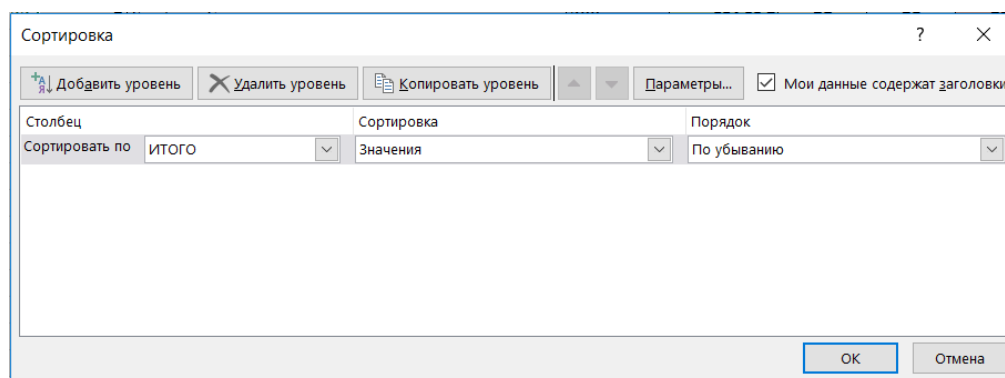 Сортировка ?
Добавить уровень Удалить уровень Копировать уровень Параметры... Мои данные содержат заголовки
Столбец Сортировка Порядок
Сортировать по ИТОГО Значения По убыванию
ОК Отмена